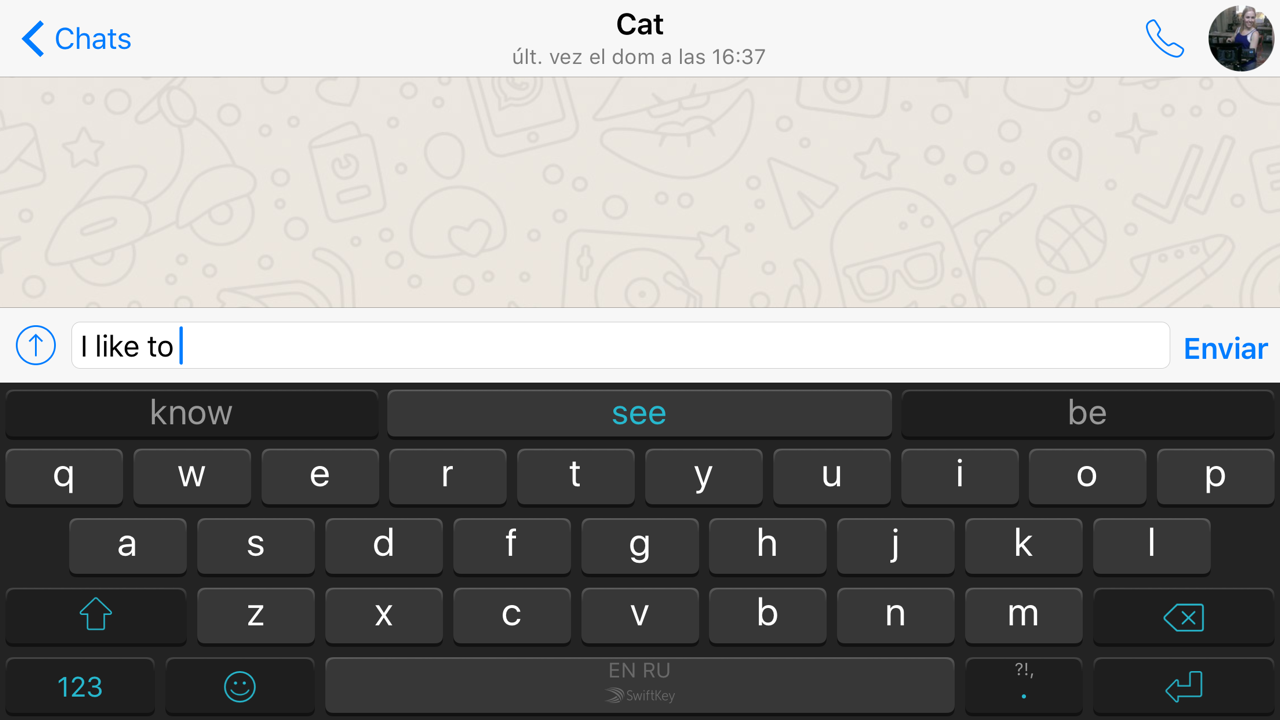 Chats
Cat
últ. vez el dom a las 16:37
I like to
Enviar
know see be
q w e r t y u i o p
a s d f g h j k l
z x c v b n m
123
EN RU
SwiftKey
?!,
.